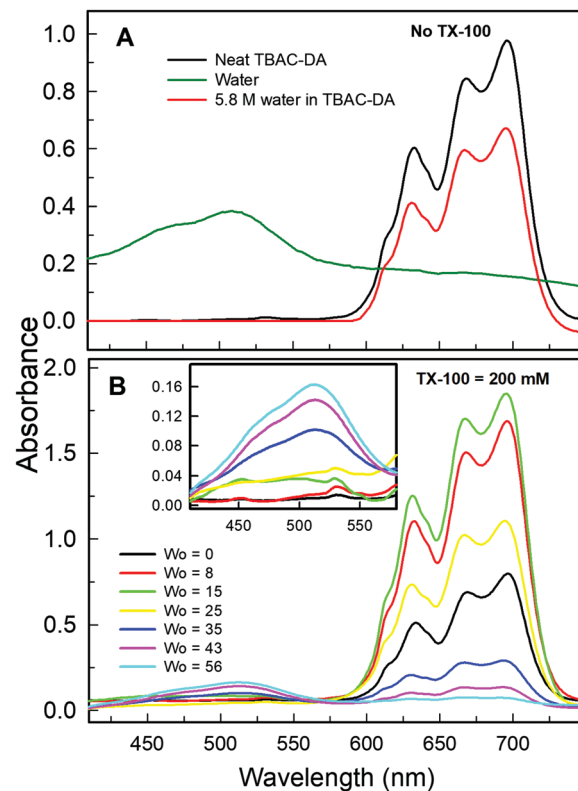 A
No TX-100
Neat TBAC-DA
Water
5.8 M water in TBAC-DA
1.0
0.8
0.6
0.4
0.2
0.0
Absorbance
B
TX-100 = 200 mM
2.0
1.5
1.0
0.5
0.0
0.16
0.12
0.08
0.04
0.00
450 500 550
Wo = 0
Wo = 8
Wo = 15
Wo = 25
Wo = 35
Wo = 43
Wo = 56
450 500 550 600 650 700
Wavelength (nm)